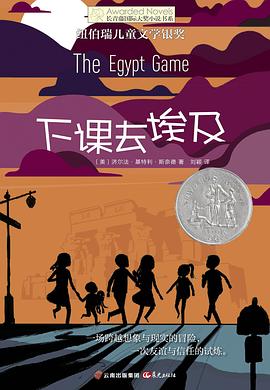 Awarded Novels
长青藤国际大奖小说书系
纽伯瑞儿童文学银奖
The Egypt Game
下课去埃及
(美) 济尔法·基特利·斯奈德 著 刘颖 译
一场跨越想象与现实的冒险,
一次友谊与信任的试炼。
云南出版集团 晨光出版社